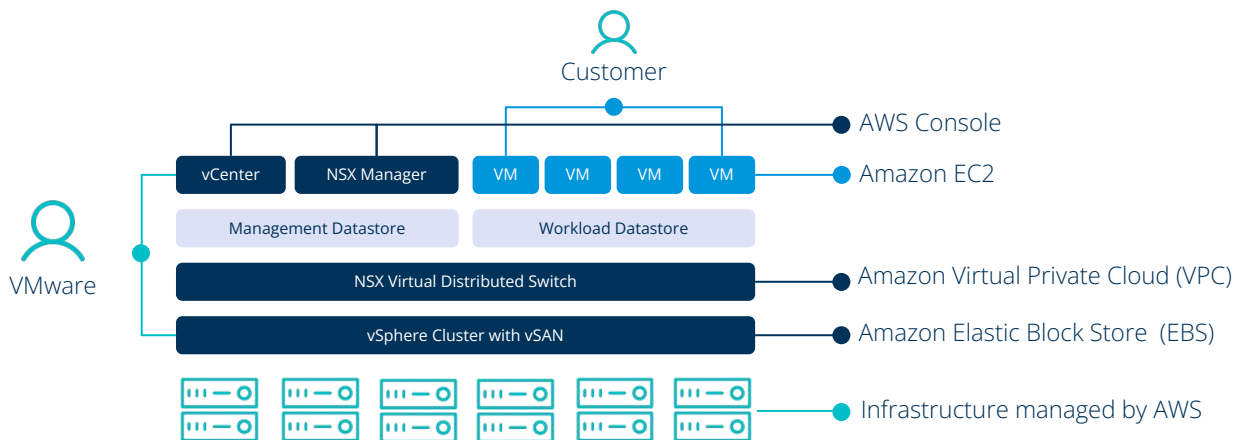 Customer
AWS Console
vCenter
NSX Manager
VM
VM
VM
VM
Amazon EC2
Management Datastore
Workload Datastore
VMware
NSX Virtual Distributed Switch
Amazon Virtual Private Cloud (VPC)
vSphere Cluster with vSAN
Amazon Elastic Block Store (EBS)
Infrastructure managed by AWS